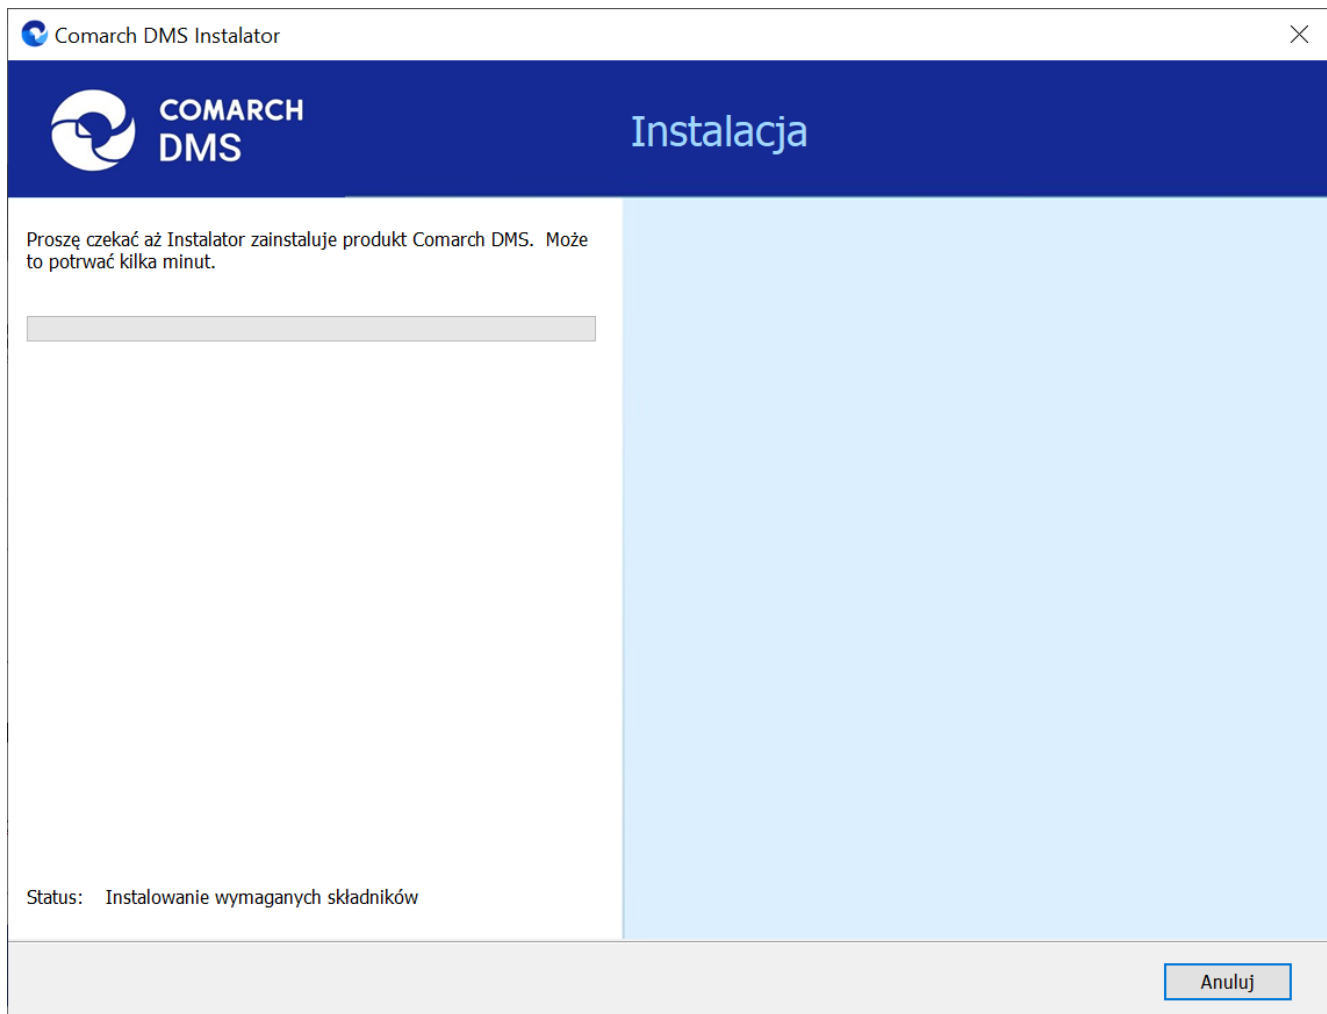 Comarch DMS Instalator
COMARCH
DMS
Instalacja
Proszę czekać aż Instalator zainstaluje produkt Comarch DMS.  Może
to potrwać kilka minut.
Status: Instalowanie wymaganych składników
Anuluj